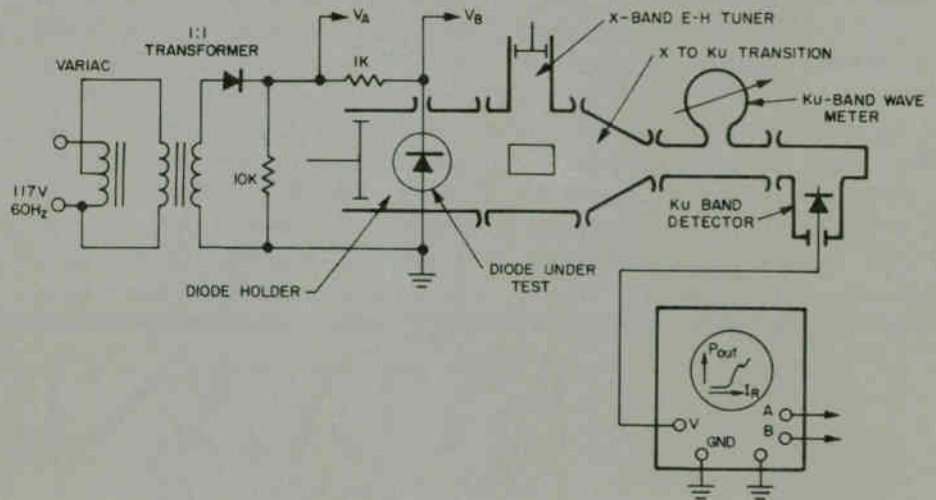 VARIAC
117V
60Hz
1:1
TRANSFORMER
10K
VA
1K
VB
DIODE HOLDER
DIODE UNDER
TEST
X-BAND E-H TUNER
X TO Ku TRANSITION
Ku-BAND WAVE
METER
Ku BAND
DETECTOR
Pout
IR
V
A
B
GND